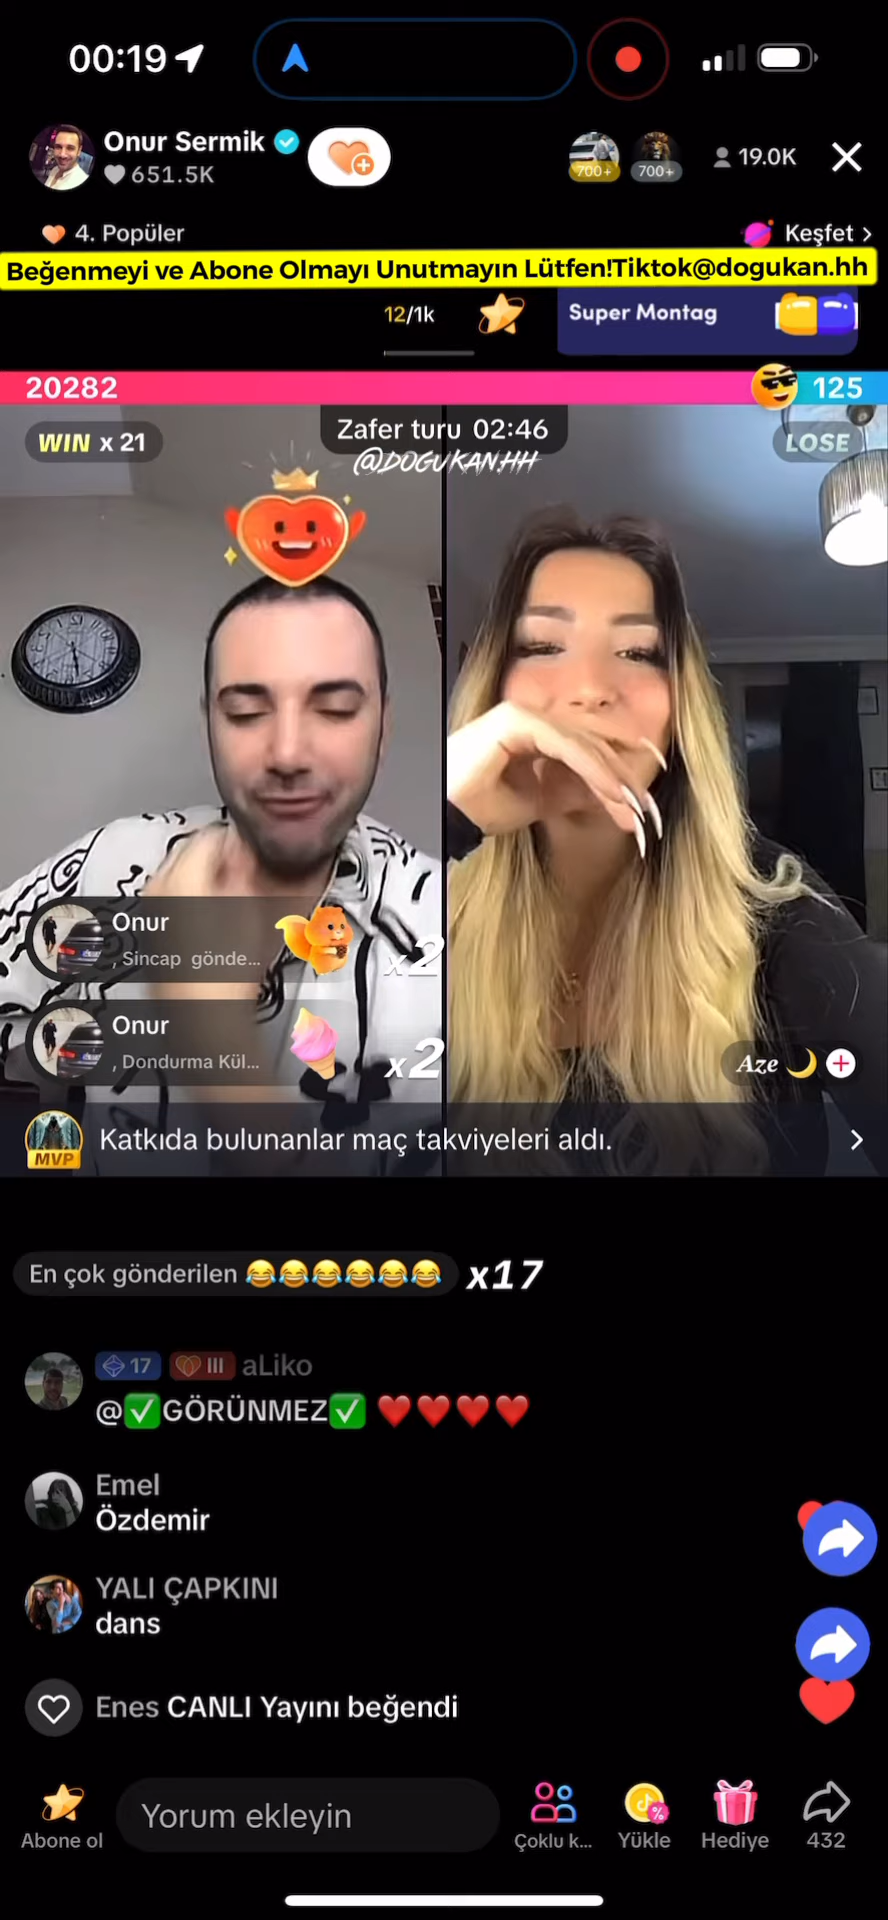 00:19
Onur Sermik
651.5K
700+
700+
19.0K
4. Popüler
Keşfet
Beğenmeyi ve Abone Olmayı Unutmayın Lütfen!Tiktok@dogukan.hh
12/1k
Super Montag
20282
125
WIN x 21
Zafer turu 02:46
LOSE
@DOGUKAN.HH
Onur
, Sincap gönde...
x2
Onur
, Dondurma Kül...
x2
Aze
MVP
Katkıda bulunanlar maç takviyeleri aldı.
En çok gönderilen 😂😂😂😂😂😂 x17
17 III aLiko
@✅GÖRÜNMEZ✅ ❤️❤️❤️❤️
Emel
Özdemir
YALI ÇAPKINI
dans
Enes CANLI Yayını beğendi
Abone ol
Yorum ekleyin
Çoklu k...
Yükle
Hediye
432